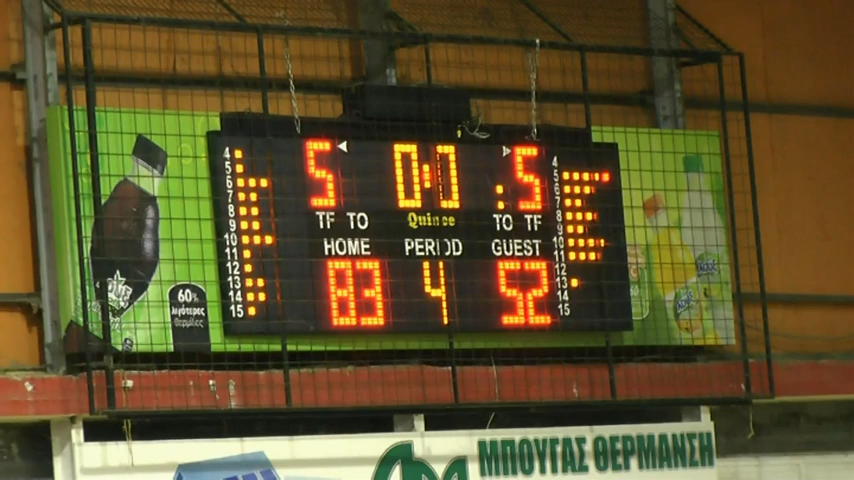 5 0:0 :5
TF TO Quince TO TF
HOME PERIOD GUEST
83 4 52
4 5 6 7 8 9 10 11 12 13 14 15
4 5 6 7 8 9 10 11 12 13 14 15
60%
λιγότερες
θερμίδες
ΜΠΟΥΓΑΣ ΘΕΡΜΑΝΣΗ